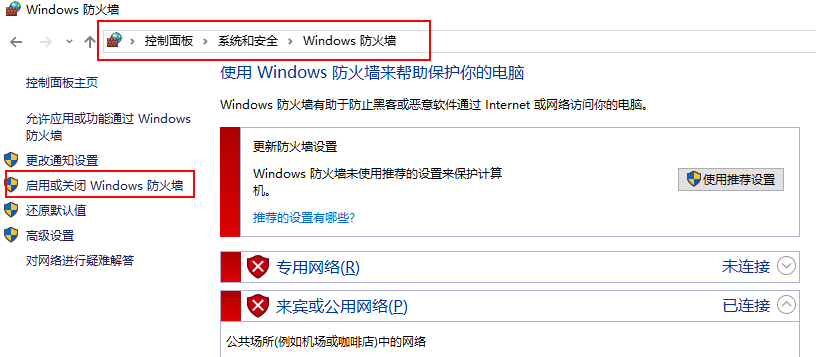 Windows 防火墙
控制面板 › 系统和安全 › Windows 防火墙
控制面板主页
允许应用或功能通过 Windows
防火墙
更改通知设置
启用或关闭 Windows 防火墙
还原默认值
高级设置
对网络进行疑难解答
使用 Windows 防火墙来帮助保护你的电脑
Windows 防火墙有助于防止黑客或恶意软件通过 Internet 或网络访问你的电脑。
更新防火墙设置
Windows 防火墙未使用推荐的设置来保护计算
机。
使用推荐设置
推荐的设置有哪些?
专用网络(R) 未连接
来宾或公用网络(P) 已连接
公共场所(例如机场或咖啡店)中的网络